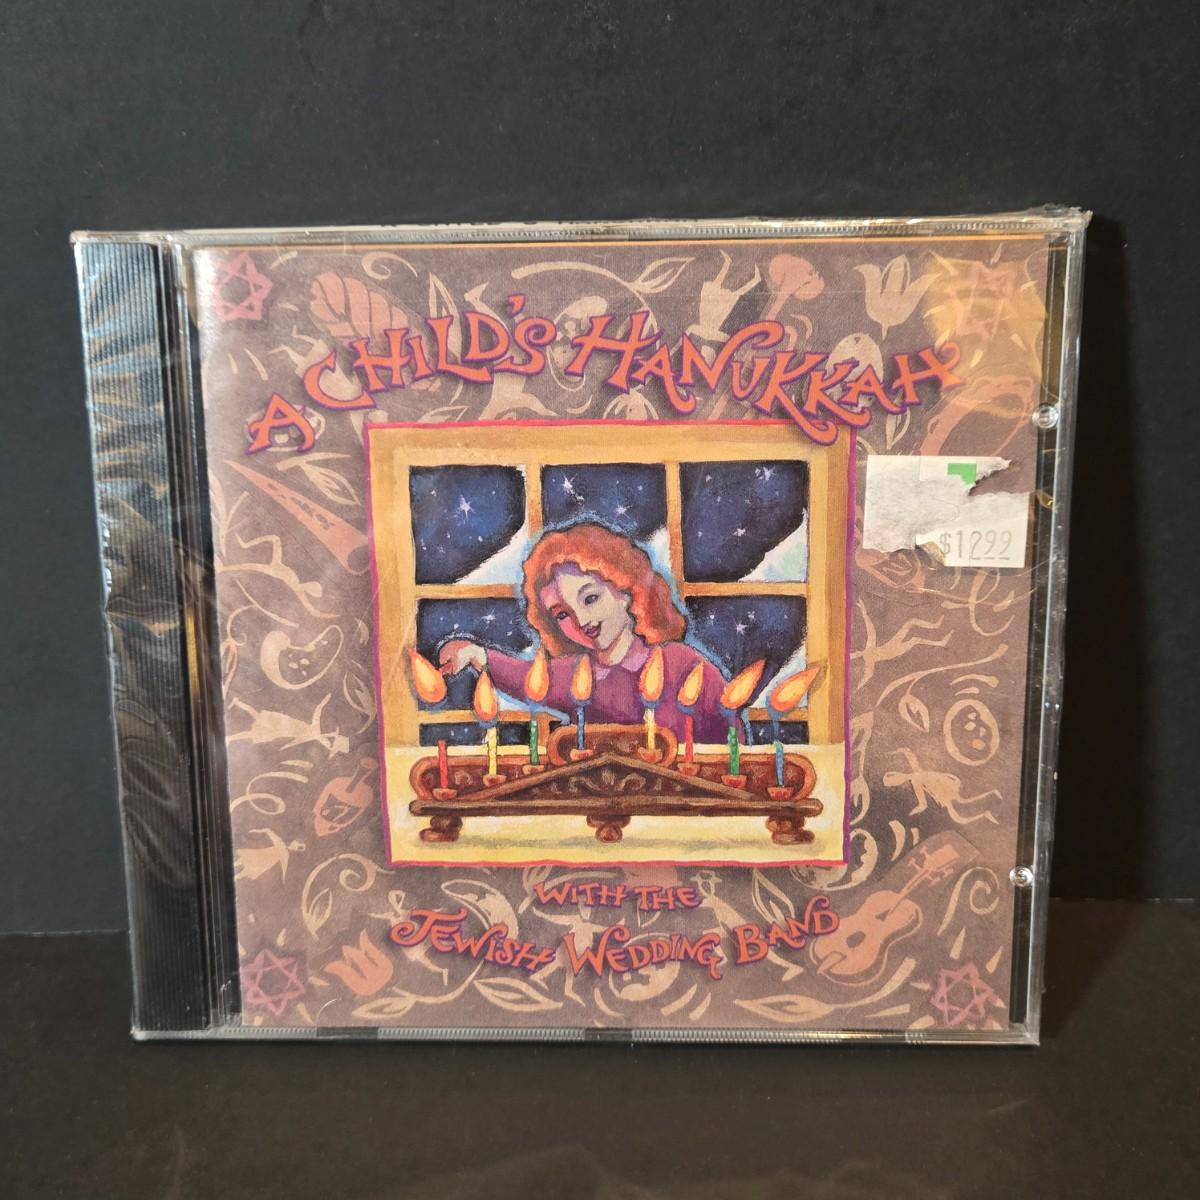 A CHILD'S HANUKKAH
$12.99
WITH THE
JEWISH WEDDING BAND